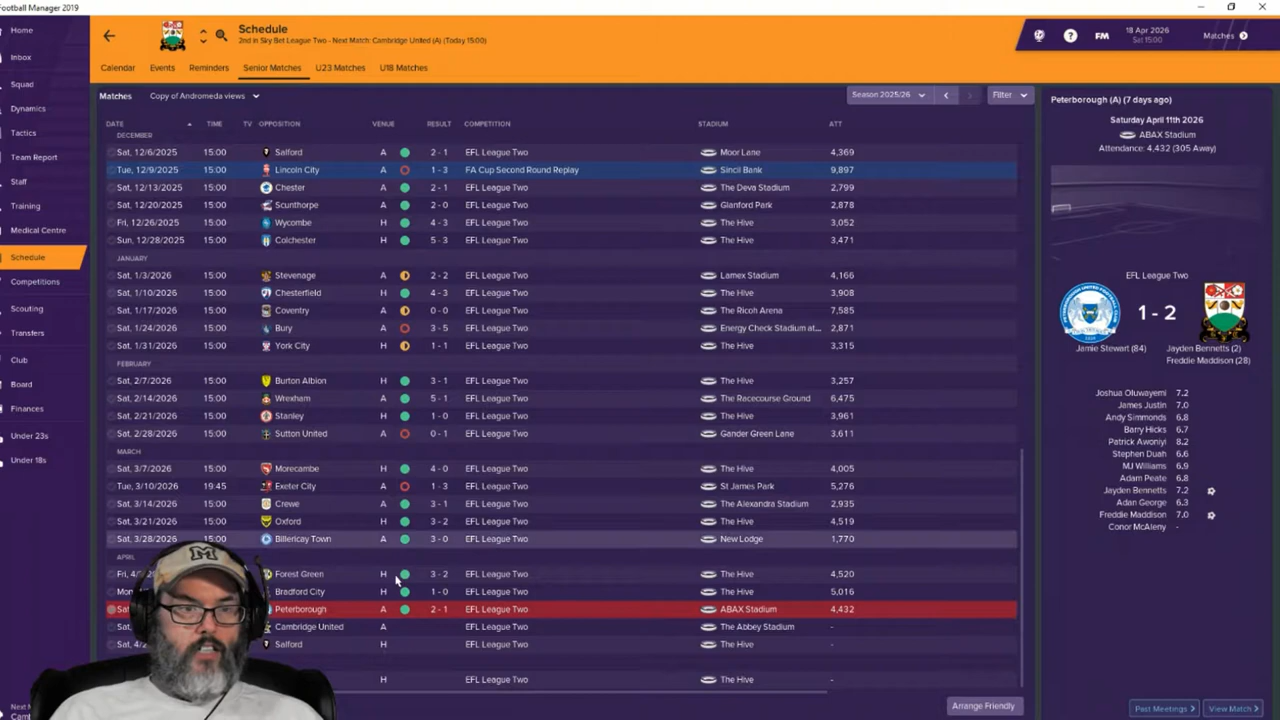 Football Manager 2019
Home
Inbox
Squad
Dynamics
Tactics
Team Report
Staff
Training
Medical Centre
Schedule
Competitions
Scouting
Transfers
Club
Board
Finances
Under 23s
Under 18s
Schedule
2nd in Sky Bet League Two - Next Match: Cambridge United (A) (Today 15:00)
FM 18 Apr 2026 Sat 15:00 Matches
Calendar Events Reminders Senior Matches U23 Matches U18 Matches
Matches Copy of Andromeda views Season 2025/26 Filter
DATE TIME TV OPPOSITION VENUE RESULT COMPETITION STADIUM ATT
DECEMBER
Sat, 12/6/2025 15:00 Salford A 2 - 1 EFL League Two Moor Lane 4,369
Tue, 12/9/2025 15:00 Lincoln City A 1 - 3 FA Cup Second Round Replay Sincil Bank 9,897
Sat, 12/13/2025 15:00 Chester A 2 - 1 EFL League Two The Deva Stadium 2,799
Sat, 12/20/2025 15:00 Scunthorpe A 2 - 0 EFL League Two Glanford Park 2,878
Fri, 12/26/2025 15:00 Wycombe H 4 - 3 EFL League Two The Hive 3,052
Sun, 12/28/2025 15:00 Colchester H 5 - 3 EFL League Two The Hive 3,471
JANUARY
Sat, 1/3/2026 15:00 Stevenage A 2 - 2 EFL League Two Lamex Stadium 4,166
Sat, 1/10/2026 15:00 Chesterfield H 4 - 3 EFL League Two The Hive 3,908
Sat, 1/17/2026 15:00 Coventry A 0 - 0 EFL League Two The Ricoh Arena 7,585
Sat, 1/24/2026 15:00 Bury A 3 - 5 EFL League Two Energy Check Stadium at... 2,871
Sat, 1/31/2026 15:00 York City H 1 - 1 EFL League Two The Hive 3,315
FEBRUARY
Sat, 2/7/2026 15:00 Burton Albion H 3 - 1 EFL League Two The Hive 3,257
Sat, 2/14/2026 15:00 Wrexham A 5 - 1 EFL League Two The Racecourse Ground 6,475
Sat, 2/21/2026 15:00 Stanley H 1 - 0 EFL League Two The Hive 3,961
Sat, 2/28/2026 15:00 Sutton United A 0 - 1 EFL League Two Gander Green Lane 3,611
MARCH
Sat, 3/7/2026 15:00 Morecambe H 4 - 0 EFL League Two The Hive 4,005
Tue, 3/10/2026 19:45 Exeter City A 1 - 3 EFL League Two St James Park 5,276
Sat, 3/14/2026 15:00 Crewe A 3 - 1 EFL League Two The Alexandra Stadium 2,935
Sat, 3/21/2026 15:00 Oxford H 3 - 2 EFL League Two The Hive 4,519
Sat, 3/28/2026 15:00 Billericay Town A 3 - 0 EFL League Two New Lodge 1,770
APRIL
Fri, 4/ Forest Green H 3 - 2 EFL League Two The Hive 4,520
Mon Bradford City H 1 - 0 EFL League Two The Hive 5,016
Sat Peterborough A 2 - 1 EFL League Two ABAX Stadium 4,432
Sat, Cambridge United A EFL League Two The Abbey Stadium -
Sat, 4/2 Salford H EFL League Two The Hive -
H EFL League Two The Hive -
Arrange Friendly
Peterborough (A) (7 days ago)
Saturday April 11th 2026
ABAX Stadium
Attendance: 4,432 (305 Away)
EFL League Two
1 - 2
Jamie Stewart (84) Jayden Bennetts (2)
Freddie Maddison (28)
Joshua Oluwayemi 7.2
James Justin 7.0
Andy Simmonds 6.8
Barry Hicks 6.7
Patrick Awoniyi 8.2
Stephen Duah 6.6
MJ Williams 6.9
Adam Peate 6.8
Jayden Bennetts 7.2
Adan George 6.3
Freddie Maddison 7.0
Conor McAleny -
Past Meetings View Match
Next M
Camb
M